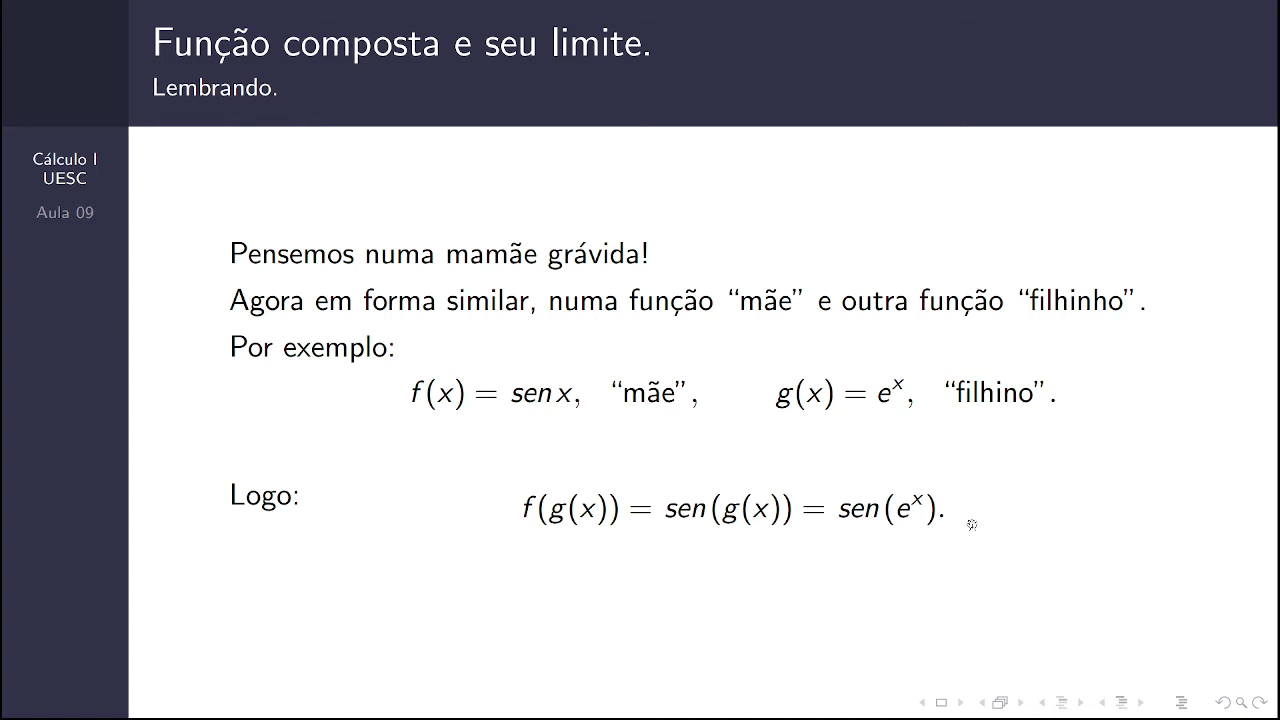 Função composta e seu limite.
Lembrando.
Cálculo I
UESC
Aula 09
Pensemos numa mamãe grávida!
Agora em forma similar, numa função “mãe” e outra função “filhinho”.
Por exemplo:
f(x) = sen x, “mãe”, g(x) = e^x, “filhino”.
Logo:
f(g(x)) = sen(g(x)) = sen(e^x).